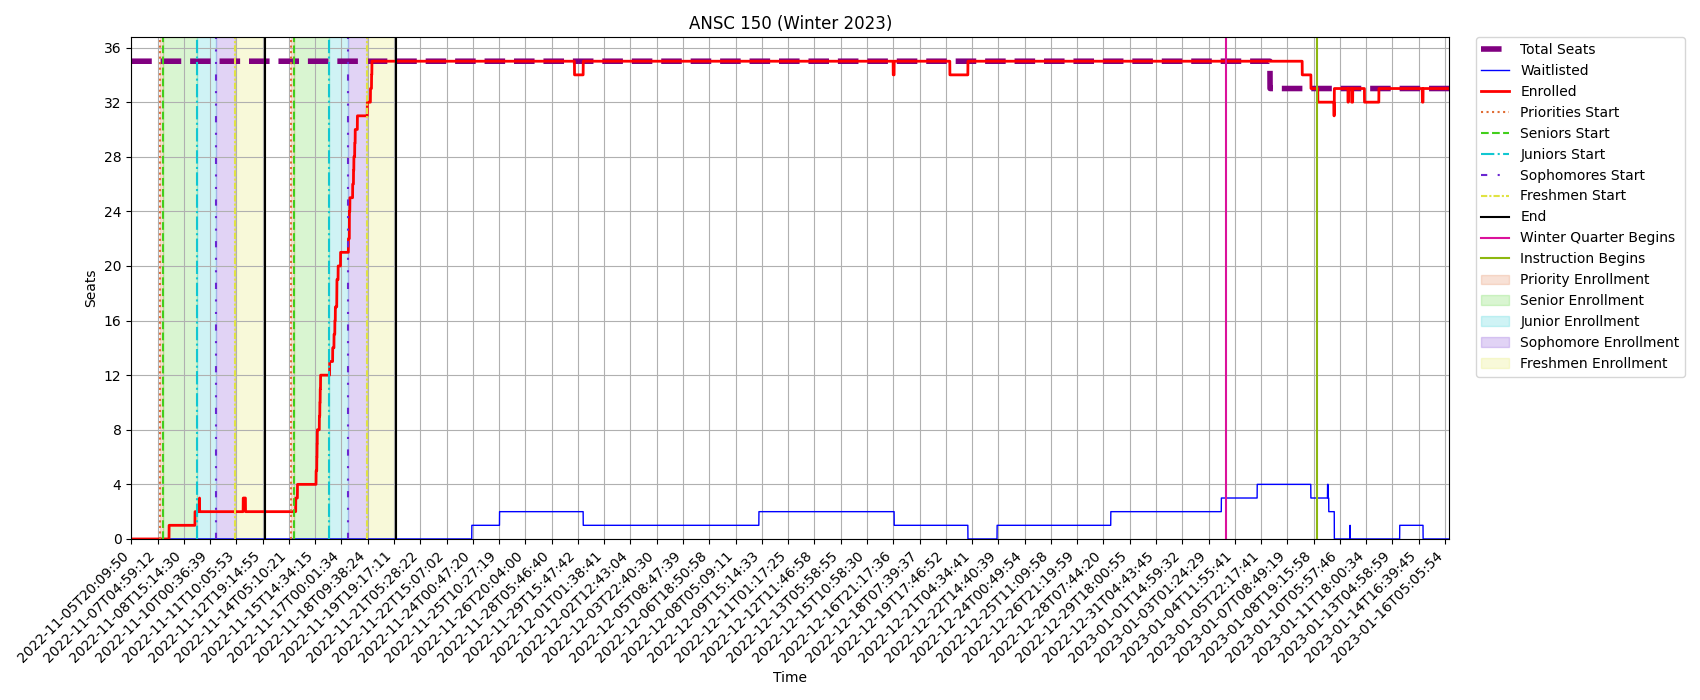 ANSC 150 (Winter 2023)
Seats
36
32
28
24
20
16
12
8
4
0
2022-11-05T20:09:50
2022-11-07T04:59:12
2022-11-08T15:14:30
2022-11-10T00:36:39
2022-11-11T10:05:53
2022-11-12T19:14:55
2022-11-14T05:10:21
2022-11-15T14:34:15
2022-11-17T00:01:34
2022-11-18T09:38:24
2022-11-19T19:17:11
2022-11-21T05:28:22
2022-11-22T15:07:02
2022-11-24T00:47:20
2022-11-25T10:27:19
2022-11-26T20:04:00
2022-11-28T05:46:40
2022-11-29T15:47:42
2022-12-01T01:38:41
2022-12-02T12:43:04
2022-12-03T22:40:30
2022-12-05T08:47:39
2022-12-06T18:50:58
2022-12-08T05:09:11
2022-12-09T15:14:33
2022-12-11T01:17:25
2022-12-12T11:46:58
2022-12-13T13:58:55
2022-12-15T10:58:30
2022-12-16T21:17:36
2022-12-18T07:39:37
2022-12-19T17:46:52
2022-12-21T04:34:41
2022-12-22T14:40:39
2022-12-24T00:49:54
2022-12-25T11:09:58
2022-12-26T21:19:59
2022-12-28T07:44:20
2022-12-29T18:00:55
2022-12-31T04:43:45
2023-01-01T14:59:32
2023-01-03T01:24:29
2023-01-04T11:55:41
2023-01-05T22:17:41
2023-01-07T08:49:19
2023-01-08T19:15:58
2023-01-10T05:57:46
2023-01-11T18:00:34
2023-01-13T04:58:59
2023-01-14T16:39:45
2023-01-16T05:05:54
Time
Total Seats
Waitlisted
Enrolled
Priorities Start
Seniors Start
Juniors Start
Sophomores Start
Freshmen Start
End
Winter Quarter Begins
Instruction Begins
Priority Enrollment
Senior Enrollment
Junior Enrollment
Sophomore Enrollment
Freshmen Enrollment